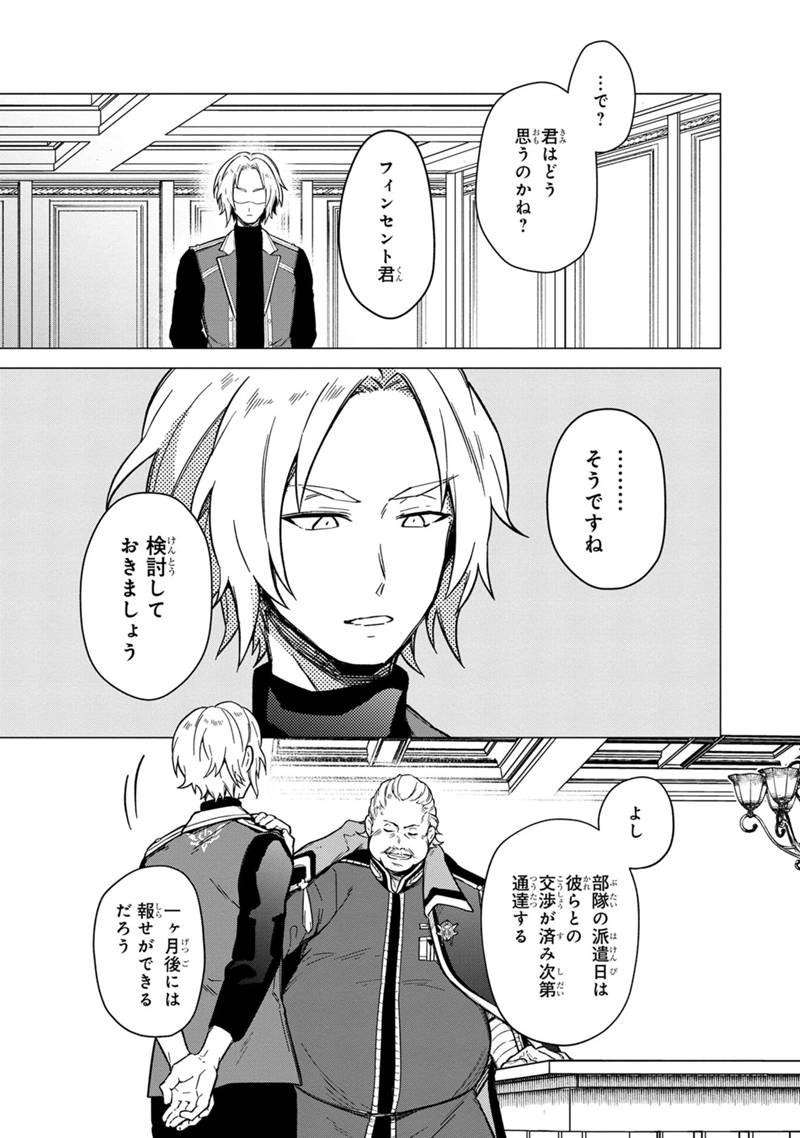 …で?
君はどう
思うのかね?
フィンセント君
………
そうですね
検討して
おきましょう
よし
部隊の派遣日は
彼らとの
交渉が済み次第
通達する
一ヶ月後には
報せができる
だろう